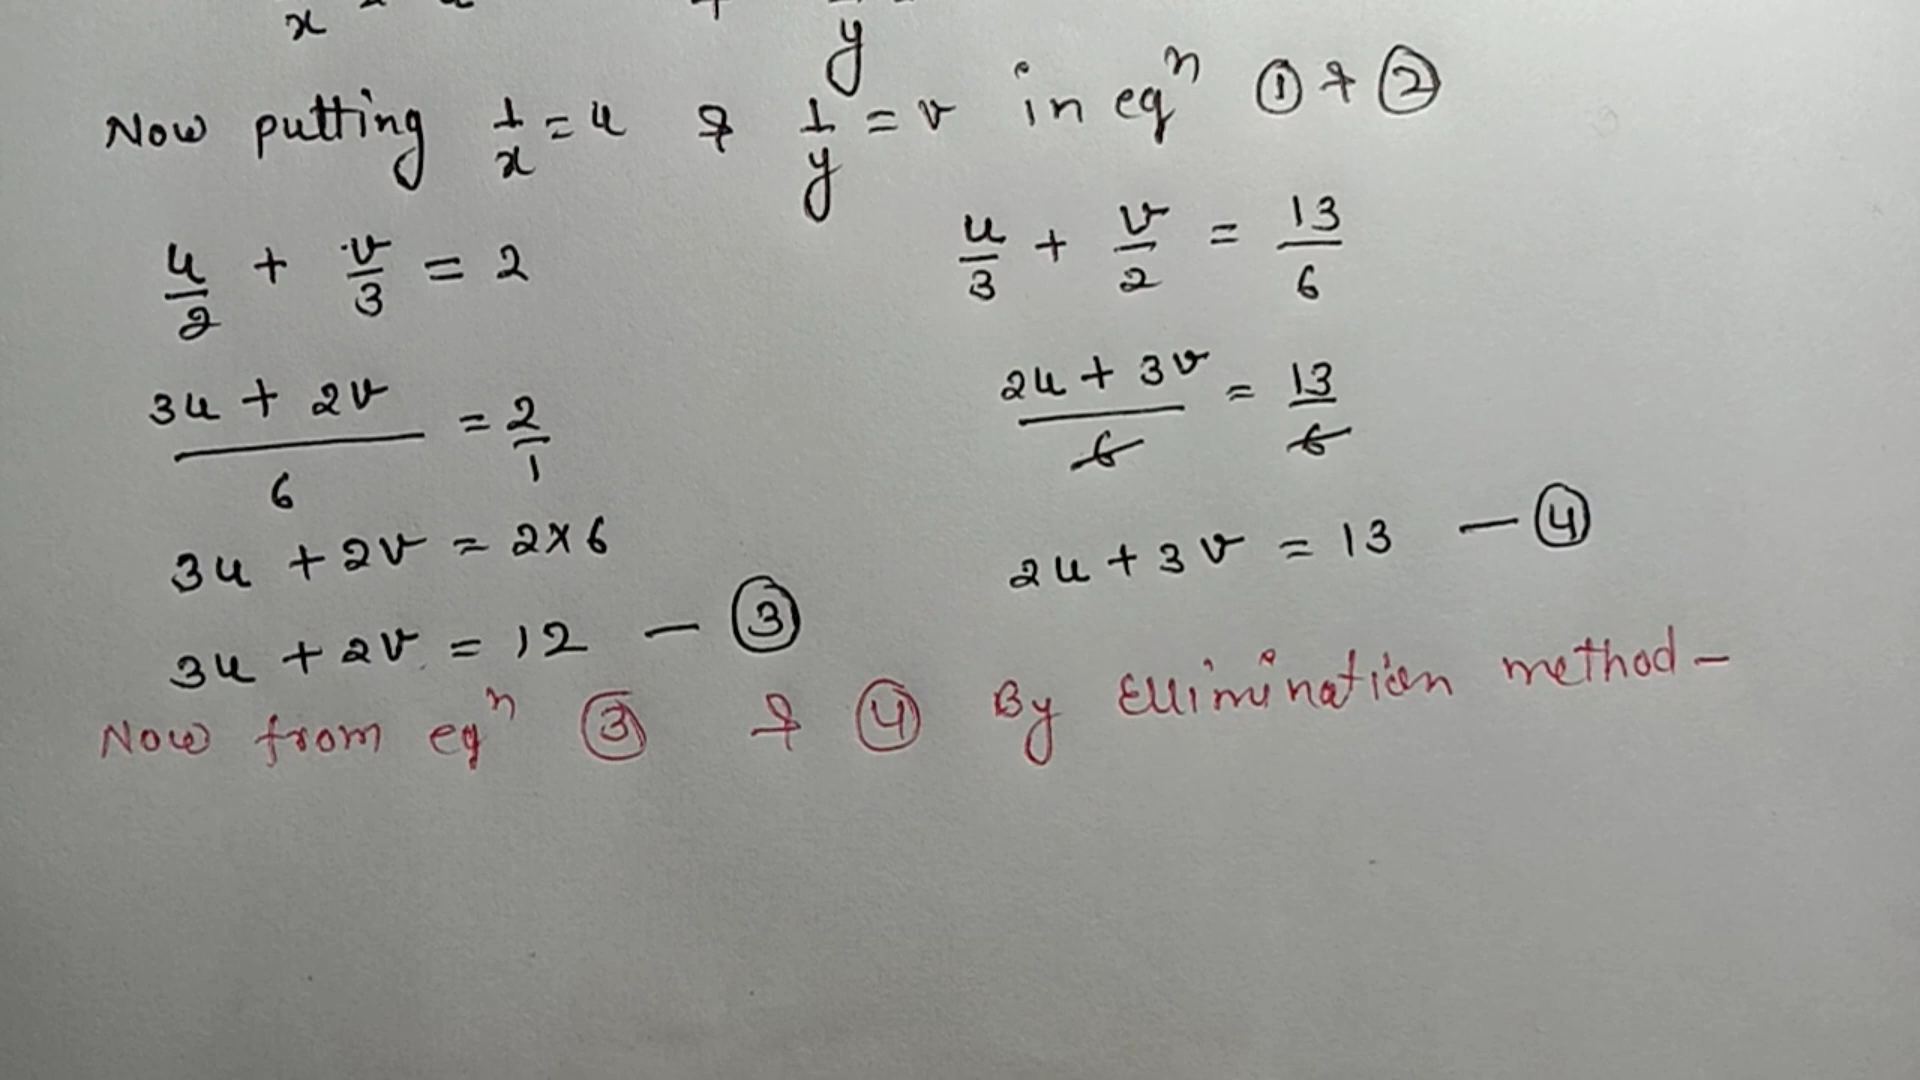 x
y
Now putting 1/x = u & 1/y = v in eqⁿ ① & ②
u/2 + v/3 = 2
u/3 + v/2 = 13/6
3u + 2v / 6 = 2/1
2u + 3v / 6 = 13/6
3u + 2v = 2×6
2u + 3v = 13 — ④
3u + 2v = 12 — ③
Now from eqⁿ ③ & ④ By Ellimination method -